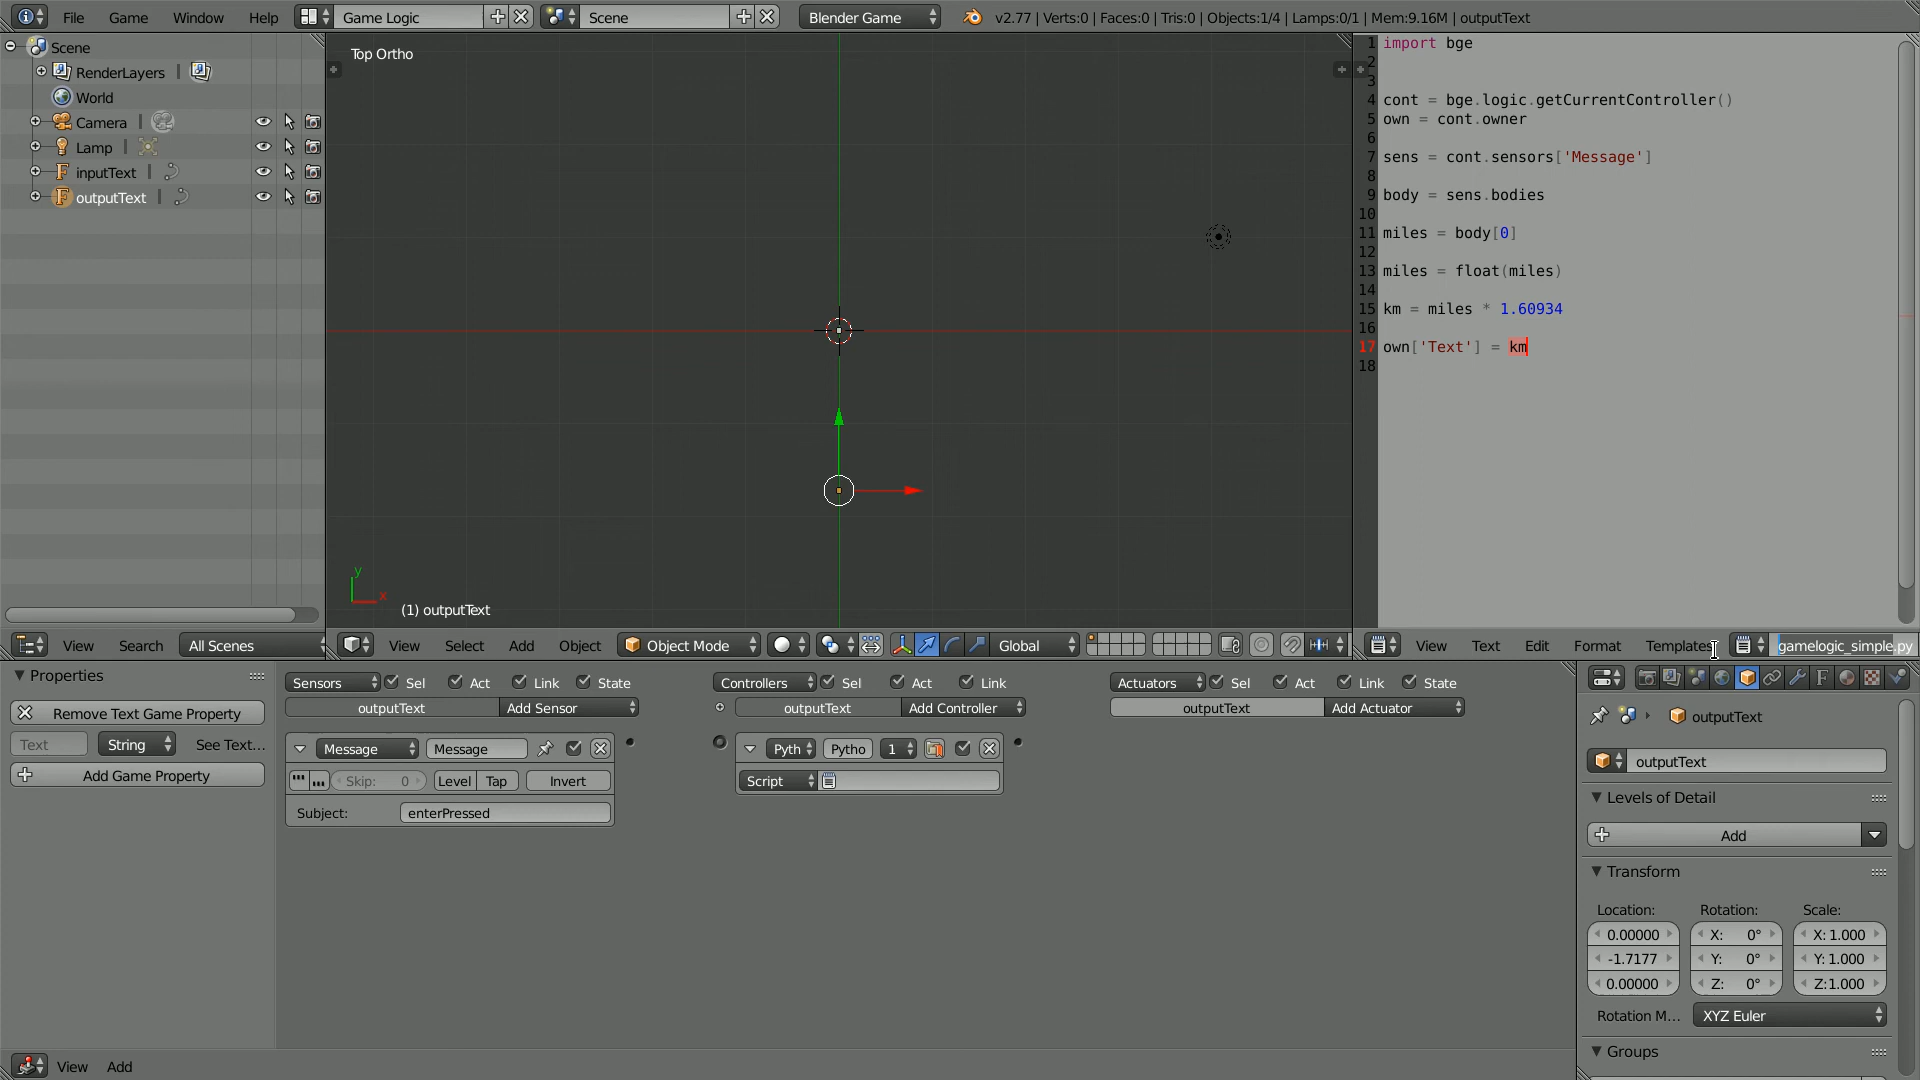 File Game Window Help Game Logic Scene Blender Game v2.77 | Verts:0 | Faces:0 | Tris:0 | Objects:1/4 | Lamps:0/1 | Mem:9.16M | outputText
Scene
RenderLayers
World
Camera
Lamp
inputText
outputText
View Search All Scenes
Top Ortho
y
x
(1) outputText
View Select Add Object Object Mode Global
1 import bge
2
3
4 cont = bge.logic.getCurrentController()
5 own = cont.owner
6
7 sens = cont.sensors['Message']
8
9 body = sens.bodies
10
11 miles = body[0]
12
13 miles = float(miles)
14
15 km = miles * 1.60934
16
17 own['Text'] = km
18
View Text Edit Format Templates gamelogic_simple.py
Properties
Remove Text Game Property
Text String See Text...
Add Game Property
Sensors Sel Act Link State
outputText Add Sensor
Message Message
Skip: 0 Level Tap Invert
Subject: enterPressed
Controllers Sel Act Link
outputText Add Controller
Pyth Pytho 1
Script
Actuators Sel Act Link State
outputText Add Actuator
View Add
outputText
outputText
Levels of Detail
Add
Transform
Location: Rotation: Scale:
0.00000 X: 0° X: 1.000
-1.7177 Y: 0° Y: 1.000
0.00000 Z: 0° Z:1.000
Rotation M... XYZ Euler
Groups